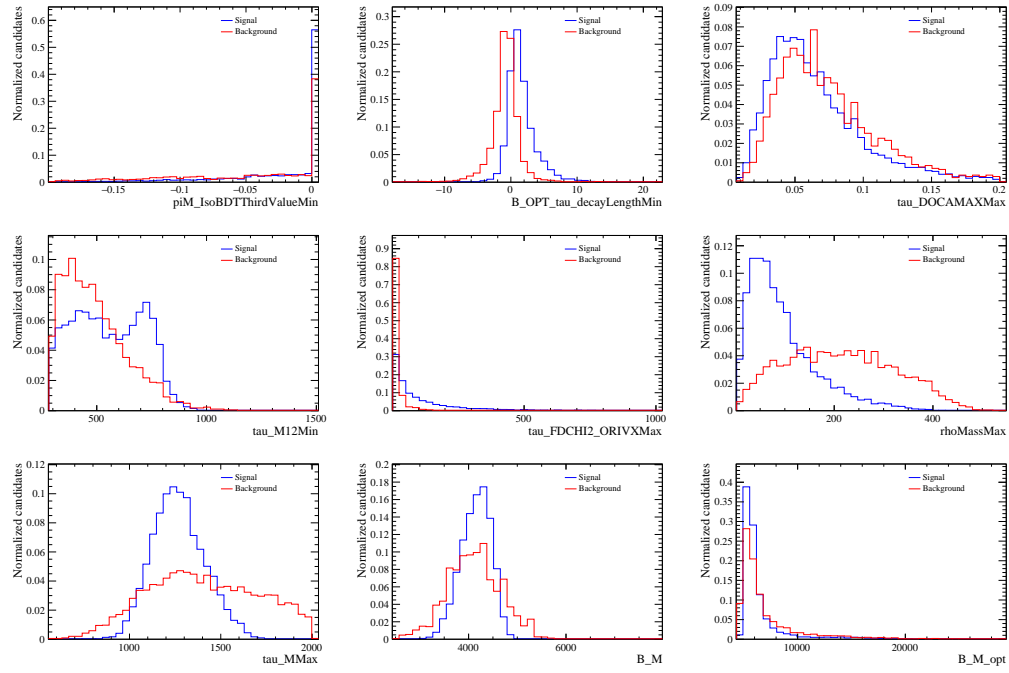 Normalized candidates
0.6
0.5
0.4
0.3
0.2
0.1
0
−0.15
−0.1
−0.05
0
piM_IsoBDTThirdValueMin
Signal
Background
Normalized candidates
0.3
0.25
0.2
0.15
0.1
0.05
0
−10
0
10
20
B_OPT_tau_decayLengthMin
Signal
Background
Normalized candidates
0.09
0.08
0.07
0.06
0.05
0.04
0.03
0.02
0.01
0
0.05
0.1
0.15
0.2
tau_DOCAMAXMax
Signal
Background
Normalized candidates
0.1
0.08
0.06
0.04
0.02
0
500
1000
1500
tau_M12Min
Signal
Background
Normalized candidates
0.9
0.8
0.7
0.6
0.5
0.4
0.3
0.2
0.1
0
500
1000
tau_FDCHI2_ORIVXMax
Signal
Background
Normalized candidates
0.12
0.1
0.08
0.06
0.04
0.02
0
200
400
rhoMassMax
Signal
Background
Normalized candidates
0.12
0.1
0.08
0.06
0.04
0.02
0
1000
1500
2000
tau_MMax
Signal
Background
Normalized candidates
0.2
0.18
0.16
0.14
0.12
0.1
0.08
0.06
0.04
0.02
0
4000
6000
B_M
Signal
Background
Normalized candidates
0.4
0.35
0.3
0.25
0.2
0.15
0.1
0.05
0
10000
20000
B_M_opt
Signal
Background